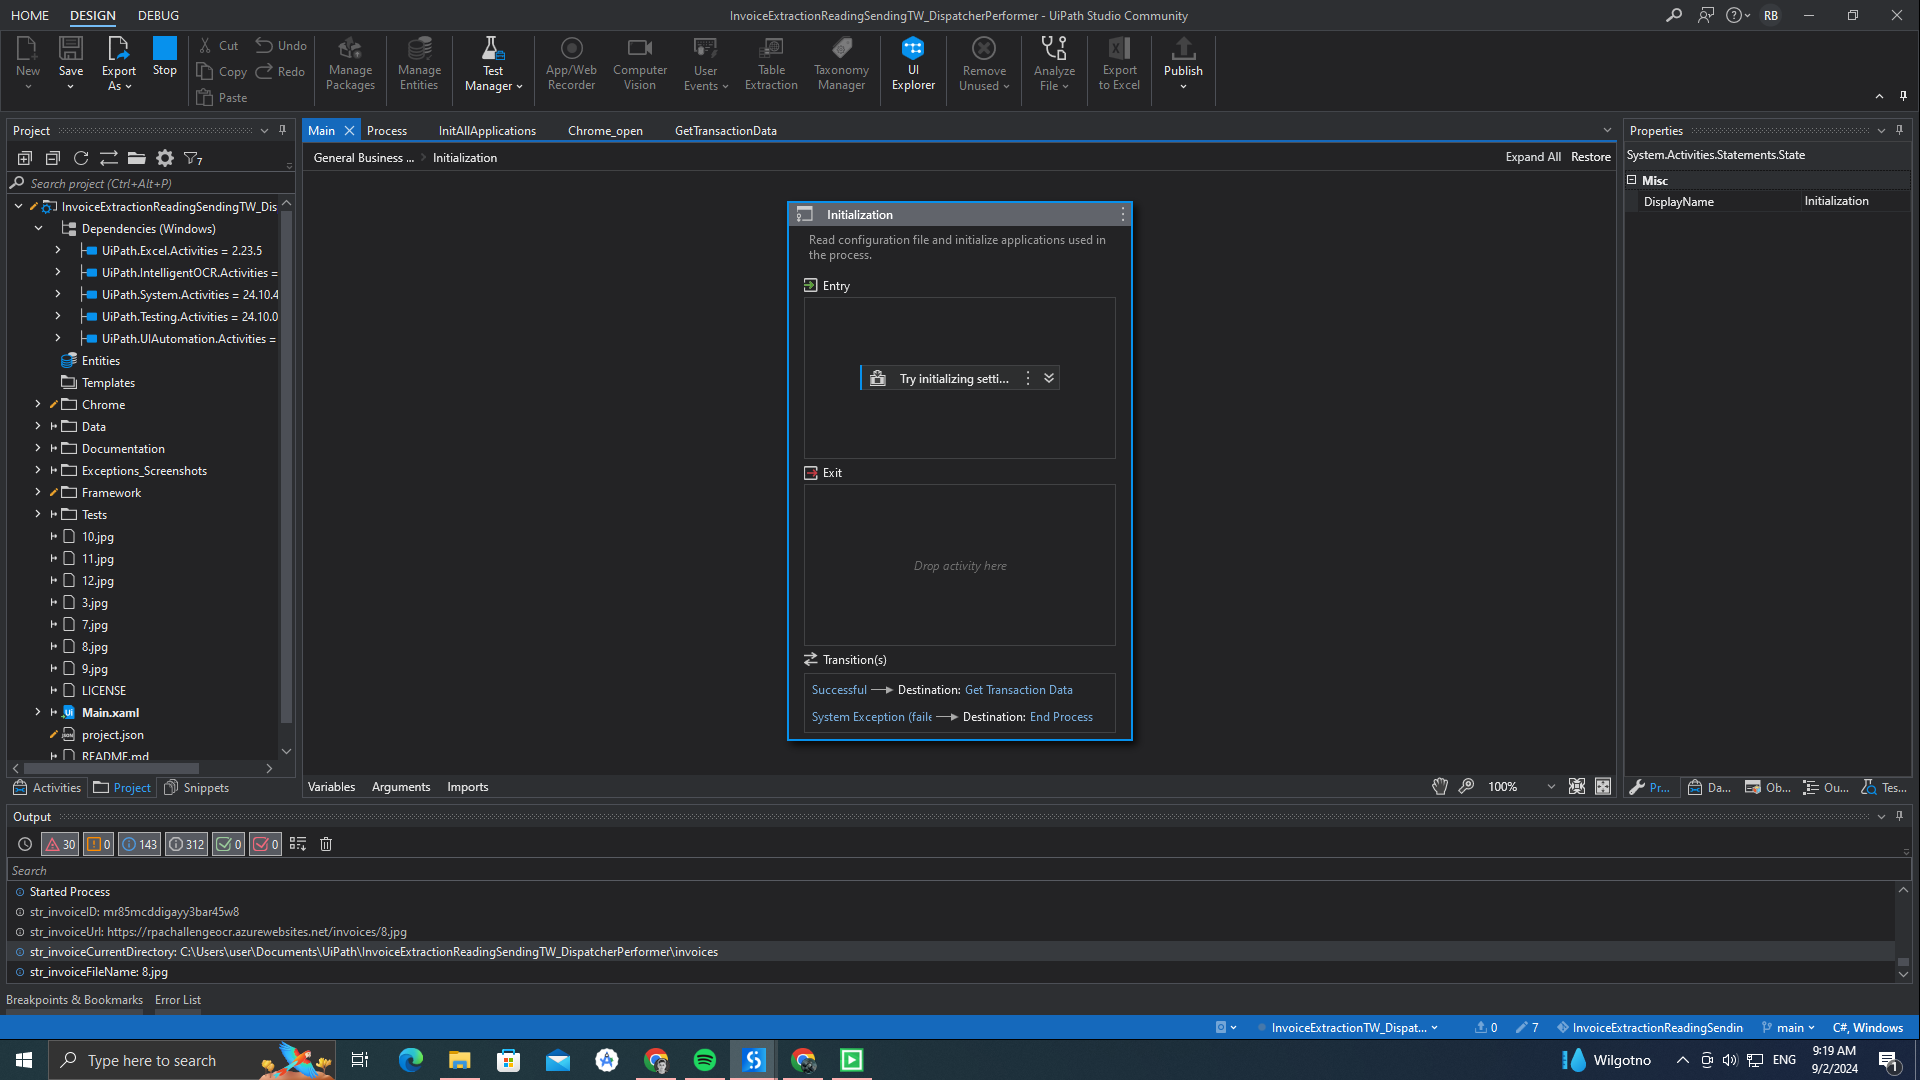 HOME DESIGN DEBUG
InvoiceExtractionReadingSendingTW_DispatcherPerformer - UiPath Studio Community
RB
New
Save
Export As
Stop
Cut
Copy
Paste
Undo
Redo
Manage Packages
Manage Entities
Test Manager
App/Web Recorder
Computer Vision
User Events
Table Extraction
Taxonomy Manager
UI Explorer
Remove Unused
Analyze File
Export to Excel
Publish
Project
7
Search project (Ctrl+Alt+P)
InvoiceExtractionReadingSendingTW_Dis
Dependencies (Windows)
UiPath.Excel.Activities = 2.23.5
UiPath.IntelligentOCR.Activities =
UiPath.System.Activities = 24.10.4
UiPath.Testing.Activities = 24.10.0
UiPath.UIAutomation.Activities =
Entities
Templates
Chrome
Data
Documentation
Exceptions_Screenshots
Framework
Tests
10.jpg
11.jpg
12.jpg
3.jpg
7.jpg
8.jpg
9.jpg
LICENSE
Main.xaml
project.json
README.md
Activities Project Snippets
Main Process InitAllApplications Chrome_open GetTransactionData
General Business ... Initialization
Expand All Restore
Initialization
Read configuration file and initialize applications used in
the process.
Entry
Try initializing setti...
Exit
Drop activity here
Transition(s)
Successful Destination: Get Transaction Data
System Exception (faile Destination: End Process
Variables Arguments Imports
100%
Properties
System.Activities.Statements.State
Misc
DisplayName Initialization
Pr... Da... Ob... Ou... Tes...
Output
30 0 143 312 0 0
Search
Started Process
str_invoiceID: mr85mcddigayy3bar45w8
str_invoiceUrl: https://rpachallengeocr.azurewebsites.net/invoices/8.jpg
str_invoiceCurrentDirectory: C:\Users\user\Documents\UiPath\InvoiceExtractionReadingSendingTW_DispatcherPerformer\invoices
str_invoiceFileName: 8.jpg
Breakpoints & Bookmarks Error List
InvoiceExtractionTW_Dispat... 0 7 InvoiceExtractionReadingSendin main C#, Windows
Type here to search
Wilgotno
ENG
9:19 AM
9/2/2024
1